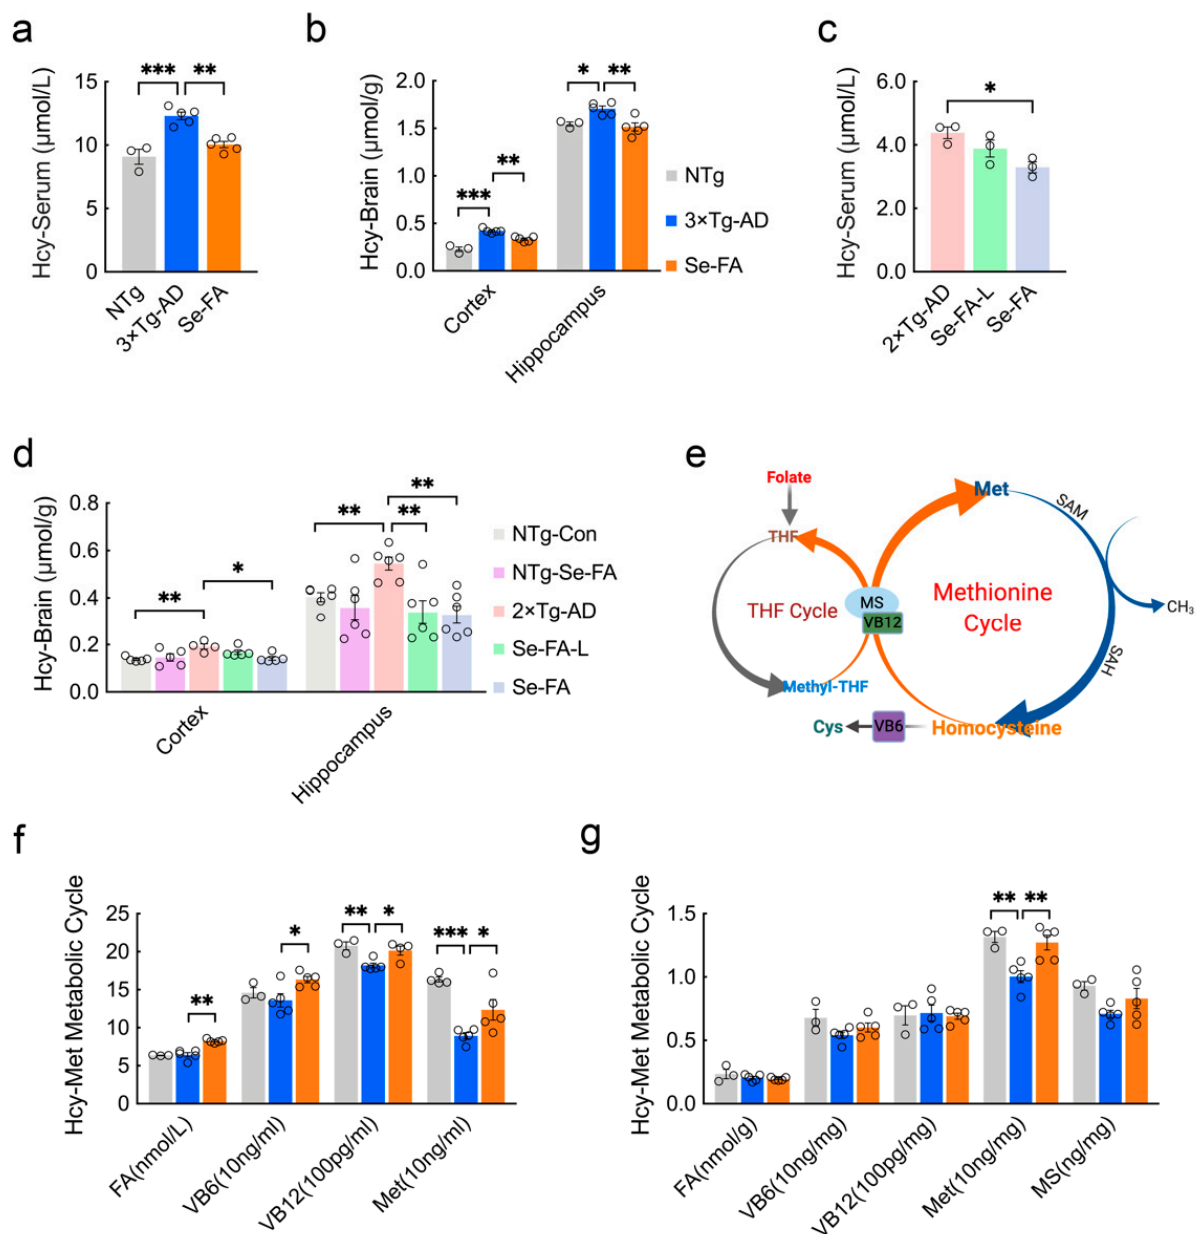 a
Hcy-Serum (μmol/L)
15
10
5
0
***
**
NTg
3×Tg-AD
Se-FA
b
Hcy-Brain (μmol/g)
2.0
1.5
1.0
0.5
0.0
***
**
*
**
Cortex
Hippocampus
NTg
3×Tg-AD
Se-FA
c
Hcy-Serum (μmol/L)
6.0
4.0
2.0
0.0
*
2×Tg-AD
Se-FA-L
Se-FA
d
Hcy-Brain (μmol/g)
0.8
0.6
0.4
0.2
0.0
**
*
**
**
**
Cortex
Hippocampus
NTg-Con
NTg-Se-FA
2×Tg-AD
Se-FA-L
Se-FA
e
Folate
THF
THF Cycle
Methyl-THF
MS
VB12
Met
SAM
CH3
SAH
Methionine
Cycle
Homocysteine
VB6
Cys
f
Hcy-Met Metabolic Cycle
25
20
15
10
5
0
**
*
**
*
***
*
FA(nmol/L)
VB6(10ng/ml)
VB12(100pg/ml)
Met(10ng/ml)
g
Hcy-Met Metabolic Cycle
1.5
1.0
0.5
0.0
**
**
FA(nmol/g)
VB6(10ng/mg)
VB12(100pg/mg)
Met(10ng/mg)
MS(ng/mg)